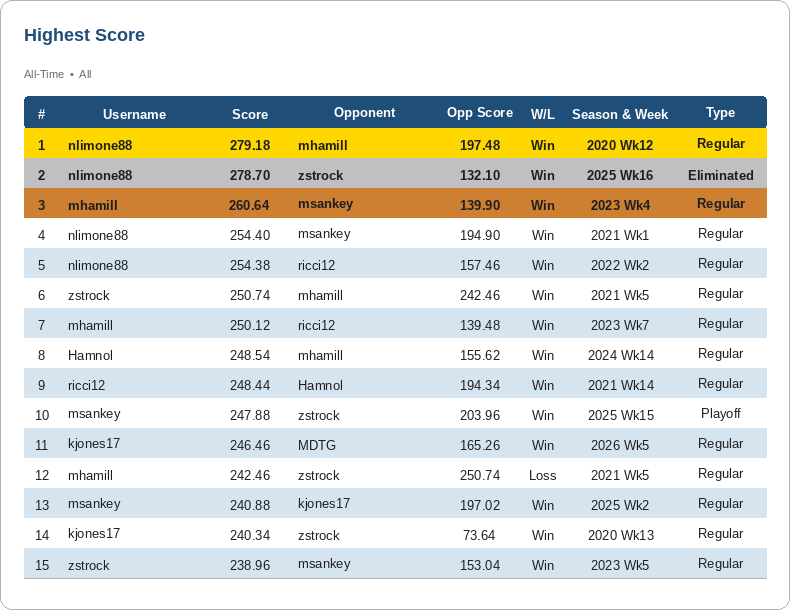 Highest Score
All-Time • All
# Username Score Opponent Opp Score W/L Season & Week Type
1 nlimone88 279.18 mhamill 197.48 Win 2020 Wk12 Regular
2 nlimone88 278.70 zstrock 132.10 Win 2025 Wk16 Eliminated
3 mhamill 260.64 msankey 139.90 Win 2023 Wk4 Regular
4 nlimone88 254.40 msankey 194.90 Win 2021 Wk1 Regular
5 nlimone88 254.38 ricci12 157.46 Win 2022 Wk2 Regular
6 zstrock 250.74 mhamill 242.46 Win 2021 Wk5 Regular
7 mhamill 250.12 ricci12 139.48 Win 2023 Wk7 Regular
8 Hamnol 248.54 mhamill 155.62 Win 2024 Wk14 Regular
9 ricci12 248.44 Hamnol 194.34 Win 2021 Wk14 Regular
10 msankey 247.88 zstrock 203.96 Win 2025 Wk15 Playoff
11 kjones17 246.46 MDTG 165.26 Win 2026 Wk5 Regular
12 mhamill 242.46 zstrock 250.74 Loss 2021 Wk5 Regular
13 msankey 240.88 kjones17 197.02 Win 2025 Wk2 Regular
14 kjones17 240.34 zstrock 73.64 Win 2020 Wk13 Regular
15 zstrock 238.96 msankey 153.04 Win 2023 Wk5 Regular